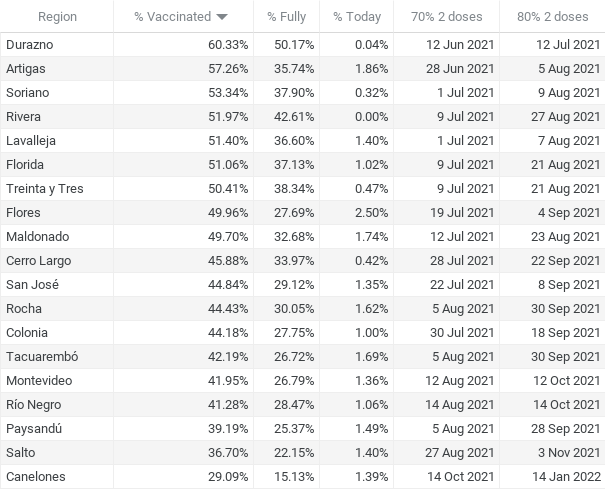 Region % Vaccinated % Fully % Today 70% 2 doses 80% 2 doses
Durazno 60.33% 50.17% 0.04% 12 Jun 2021 12 Jul 2021
Artigas 57.26% 35.74% 1.86% 28 Jun 2021 5 Aug 2021
Soriano 53.34% 37.90% 0.32% 1 Jul 2021 9 Aug 2021
Rivera 51.97% 42.61% 0.00% 9 Jul 2021 27 Aug 2021
Lavalleja 51.40% 36.60% 1.40% 1 Jul 2021 7 Aug 2021
Florida 51.06% 37.13% 1.02% 9 Jul 2021 21 Aug 2021
Treinta y Tres 50.41% 38.34% 0.47% 9 Jul 2021 21 Aug 2021
Flores 49.96% 27.69% 2.50% 19 Jul 2021 4 Sep 2021
Maldonado 49.70% 32.68% 1.74% 12 Jul 2021 23 Aug 2021
Cerro Largo 45.88% 33.97% 0.42% 28 Jul 2021 22 Sep 2021
San José 44.84% 29.12% 1.35% 22 Jul 2021 8 Sep 2021
Rocha 44.43% 30.05% 1.62% 5 Aug 2021 30 Sep 2021
Colonia 44.18% 27.75% 1.00% 30 Jul 2021 18 Sep 2021
Tacuarembó 42.19% 26.72% 1.69% 5 Aug 2021 30 Sep 2021
Montevideo 41.95% 26.79% 1.36% 12 Aug 2021 12 Oct 2021
Río Negro 41.28% 28.47% 1.06% 14 Aug 2021 14 Oct 2021
Paysandú 39.19% 25.37% 1.49% 5 Aug 2021 28 Sep 2021
Salto 36.70% 22.15% 1.40% 27 Aug 2021 3 Nov 2021
Canelones 29.09% 15.13% 1.39% 14 Oct 2021 14 Jan 2022